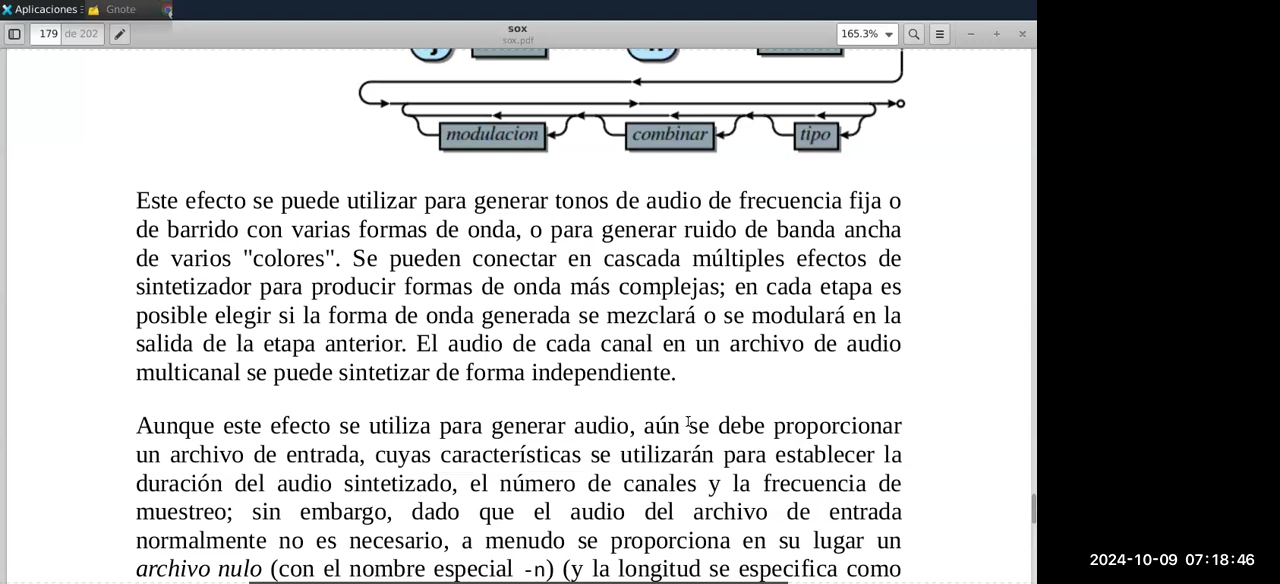 Aplicaciones
Gnote
179 de 202
sox
sox.pdf
165.3%
modulacion combinar tipo
Este efecto se puede utilizar para generar tonos de audio de frecuencia fija o
de barrido con varias formas de onda, o para generar ruido de banda ancha
de varios "colores". Se pueden conectar en cascada múltiples efectos de
sintetizador para producir formas de onda más complejas; en cada etapa es
posible elegir si la forma de onda generada se mezclará o se modulará en la
salida de la etapa anterior. El audio de cada canal en un archivo de audio
multicanal se puede sintetizar de forma independiente.
Aunque este efecto se utiliza para generar audio, aún se debe proporcionar
un archivo de entrada, cuyas características se utilizarán para establecer la
duración del audio sintetizado, el número de canales y la frecuencia de
muestreo; sin embargo, dado que el audio del archivo de entrada
normalmente no es necesario, a menudo se proporciona en su lugar un
archivo nulo (con el nombre especial -n) (y la longitud se especifica como
2024-10-09 07:18:46